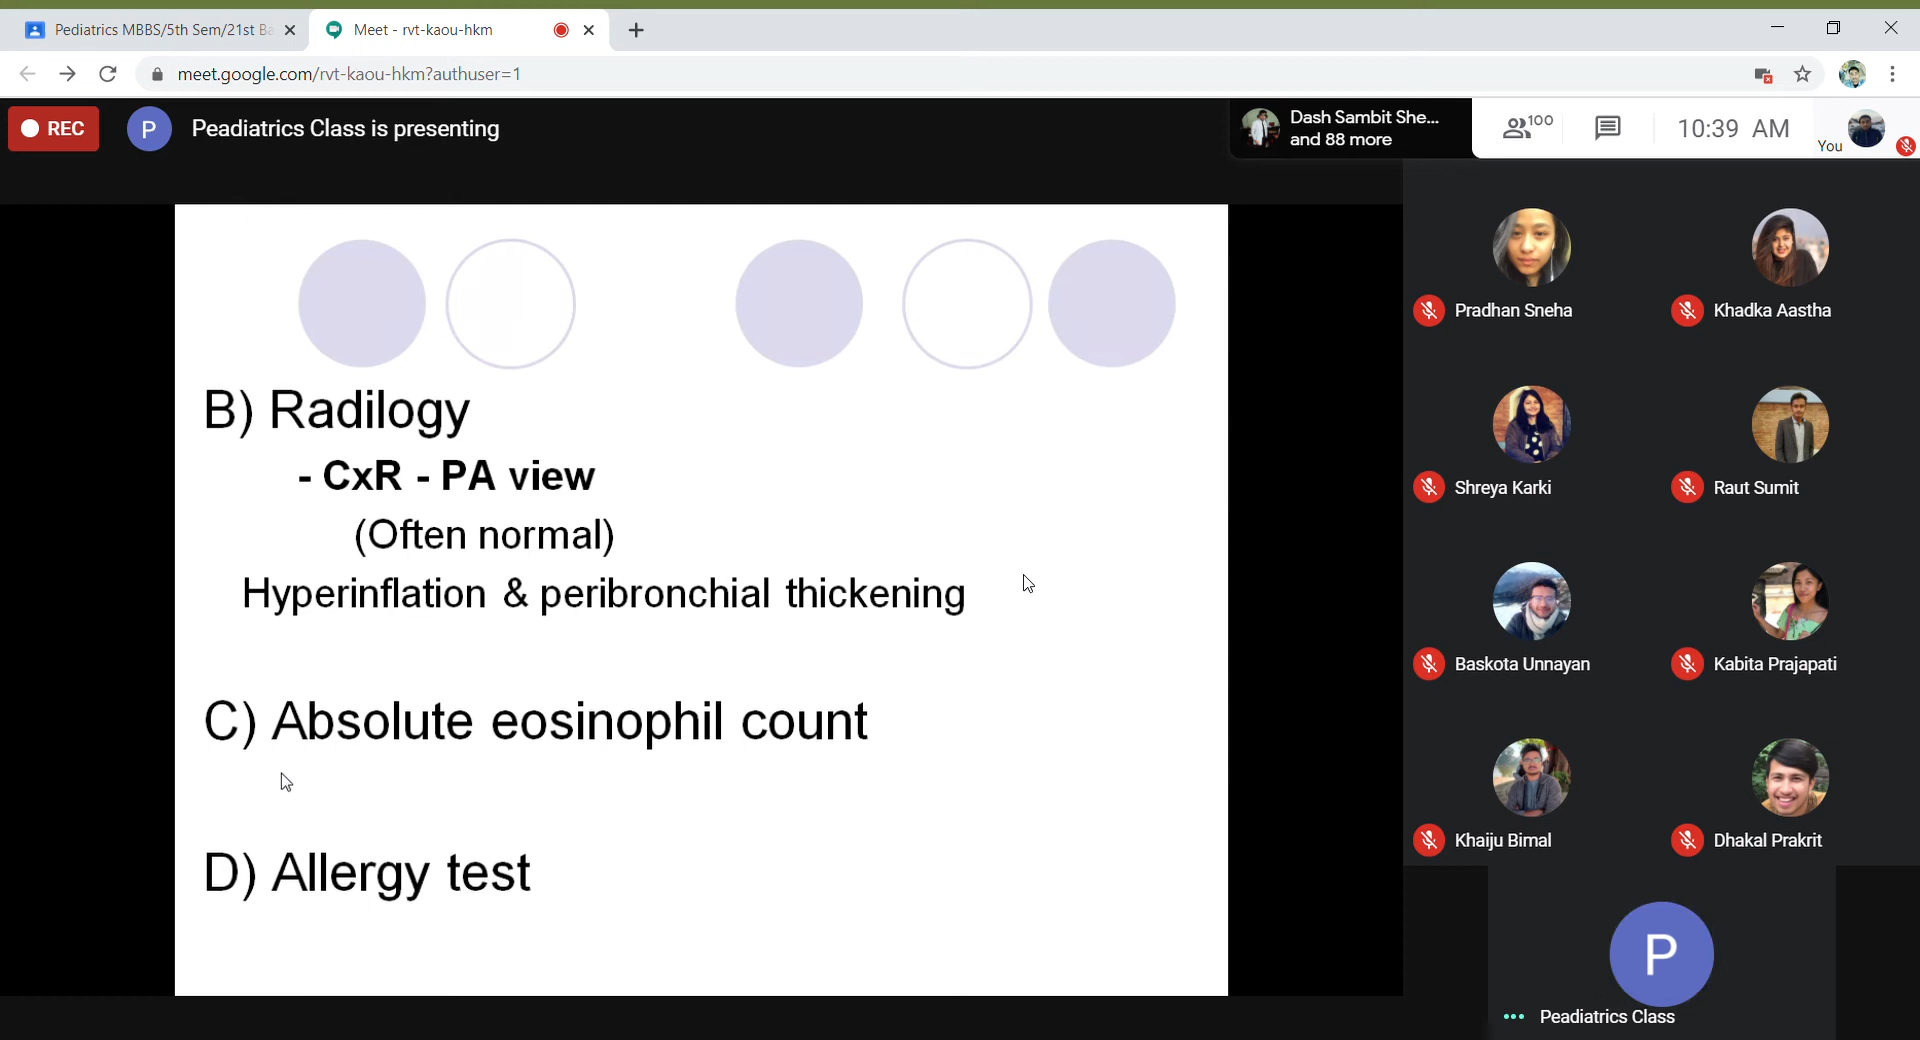 Pediatrics MBBS/5th Sem/21st Ba
Meet - rvt-kaou-hkm
meet.google.com/rvt-kaou-hkm?authuser=1
REC
P
Peadiatrics Class is presenting
Dash Sambit She...
and 88 more
100
10:39 AM
You
B) Radilogy
- CxR - PA view
(Often normal)
Hyperinflation & peribronchial thickening
C) Absolute eosinophil count
D) Allergy test
Pradhan Sneha
Khadka Aastha
Shreya Karki
Raut Sumit
Baskota Unnayan
Kabita Prajapati
Khaiju Bimal
Dhakal Prakrit
P
Peadiatrics Class